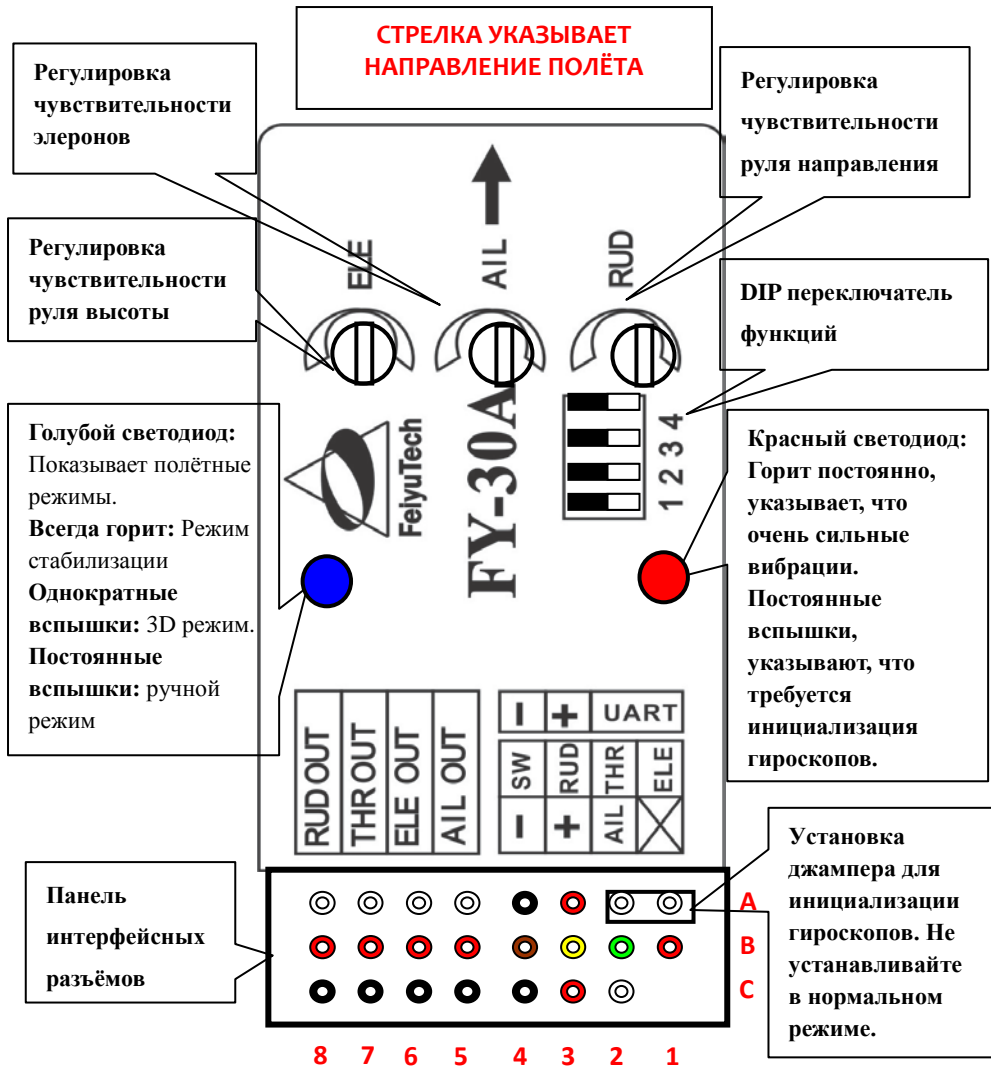 СТРЕЛКА УКАЗЫВАЕТ
НАПРАВЛЕНИЕ ПОЛЁТА
Регулировка
чувствительности
элеронов
Регулировка
чувствительности
руля направления
Регулировка
чувствительности
руля высоты
DIP переключатель
функций
ELE
AIL
RUD
Голубой светодиод:
Показывает полётные
режимы.
Всегда горит: Режим
стабилизации
Однократные
вспышки: 3D режим.
Постоянные
вспышки: ручной
режим
FeiyuTech
FY-30A
1 2 3 4
Красный светодиод:
Горит постоянно,
указывает, что
очень сильные
вибрации.
Постоянные
вспышки,
указывают, что
требуется
инициализация
гироскопов.
RUD OUT
THR OUT
ELE OUT
AIL OUT
- + UART
SW RUD THR ELE
- + AIL
Панель
интерфейсных
разъёмов
Установка
джампера для
инициализации
гироскопов. Не
устанавливайте
в нормальном
режиме.
A
B
C
8 7 6 5 4 3 2 1